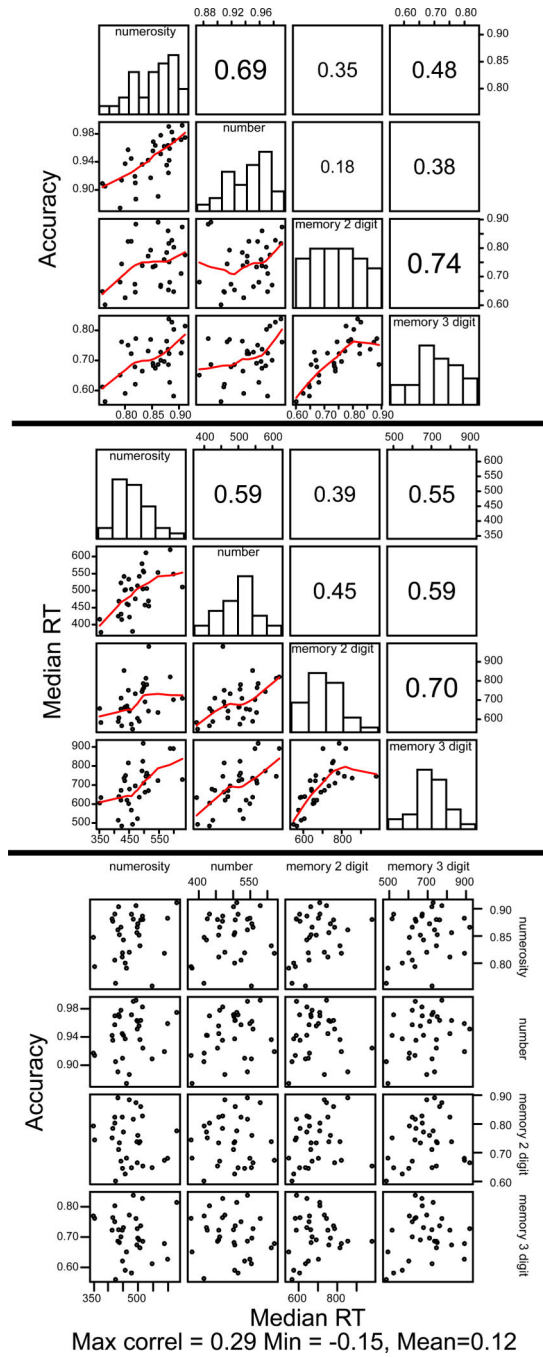 0.88 0.92 0.96
0.60 0.70 0.80
numerosity
0.69
0.35
0.48
0.90
0.85
0.80
0.98
0.94
0.90
number
0.18
0.38
Accuracy
memory 2 digit
0.74
0.90
0.80
0.70
0.60
0.80
0.70
0.60
memory 3 digit
0.80 0.85 0.90
0.60 0.70 0.80 0.90
400 500 600
500 700 900
numerosity
0.59
0.39
0.55
600
550
500
450
400
350
600
550
500
450
400
number
0.45
0.59
Median RT
memory 2 digit
0.70
900
800
700
600
900
800
700
600
500
memory 3 digit
350 450 550
600 800
numerosity number memory 2 digit memory 3 digit
400 550
500 700 900
0.90
0.85
0.80
numerosity
0.98
0.94
0.90
number
Accuracy
0.90
0.80
0.70
0.60
memory 2 digit
0.80
0.70
0.60
memory 3 digit
350 500
600 800
Median RT
Max correl = 0.29 Min = -0.15, Mean=0.12